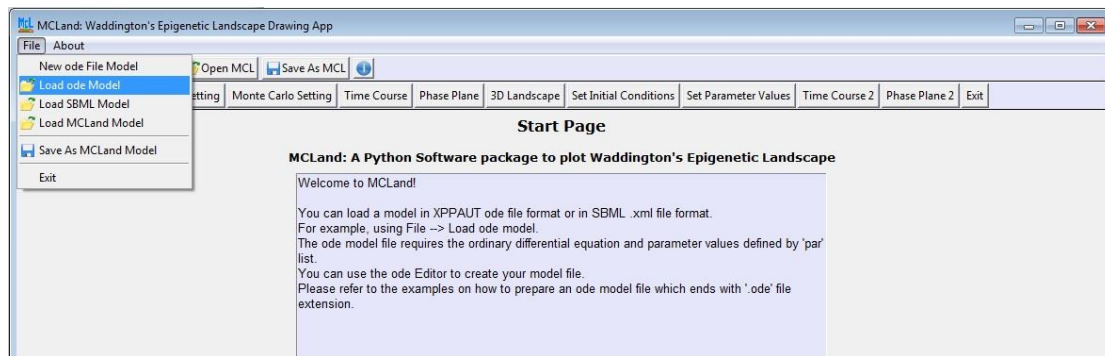 MCLand: Waddington's Epigenetic Landscape Drawing App
File About
New ode File Model
Load ode Model
Load SBML Model
Load MCLand Model
Save As MCLand Model
Exit
Open MCL Save As MCL
etting Monte Carlo Setting Time Course Phase Plane 3D Landscape Set Initial Conditions Set Parameter Values Time Course 2 Phase Plane 2 Exit
Start Page
MCLand: A Python Software package to plot Waddington's Epigenetic Landscape
Welcome to MCLand!
You can load a model in XPPAUT ode file format or in SBML .xml file format.
For example, using File --> Load ode model.
The ode model file requires the ordinary differential equation and parameter values defined by 'par'
list.
You can use the ode Editor to create your model file.
Please refer to the examples on how to prepare an ode model file which ends with '.ode' file
extension.